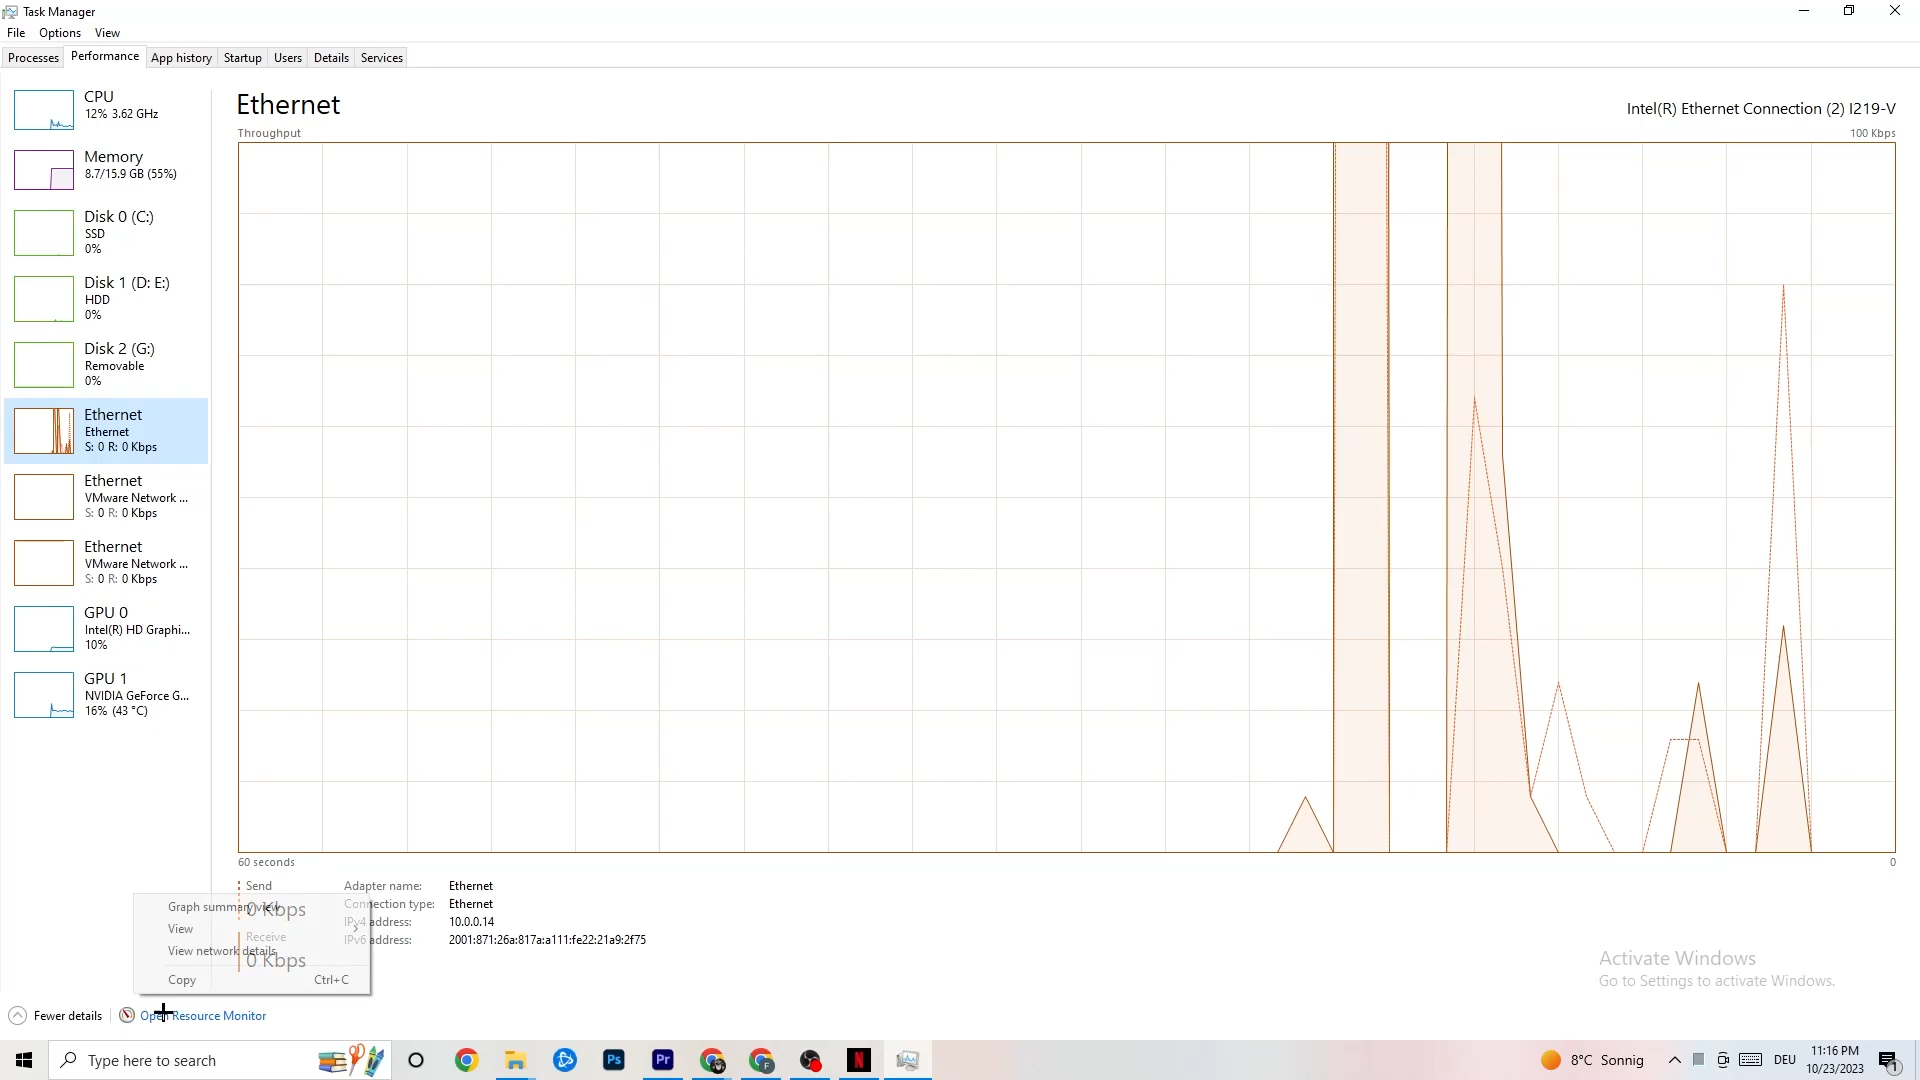 Task Manager
File Options View
Processes Performance App history Startup Users Details Services
CPU
12% 3.62 GHz
Memory
8.7/15.9 GB (55%)
Disk 0 (C:)
SSD
0%
Disk 1 (D: E:)
HDD
0%
Disk 2 (G:)
Removable
0%
Ethernet
Ethernet
S: 0 R: 0 Kbps
Ethernet
VMware Network ...
S: 0 R: 0 Kbps
Ethernet
VMware Network ...
S: 0 R: 0 Kbps
GPU 0
Intel(R) HD Graphi...
10%
GPU 1
NVIDIA GeForce G...
16% (43 °C)
Ethernet
Intel(R) Ethernet Connection (2) I219-V
Throughput
100 Kbps
60 seconds
0
Send
0 Kbps
Receive
0 Kbps
Adapter name: Ethernet
Connection type: Ethernet
IPv4 address: 10.0.0.14
IPv6 address: 2001:871:26a:817a:a111:fe22:21a9:2f75
Graph summary view
View
View network details
Copy Ctrl+C
Activate Windows
Go to Settings to activate Windows.
Fewer details
Open Resource Monitor
Type here to search
Ps
Pr
F
N
8°C Sonnig
DEU
11:16 PM
10/23/2023
1